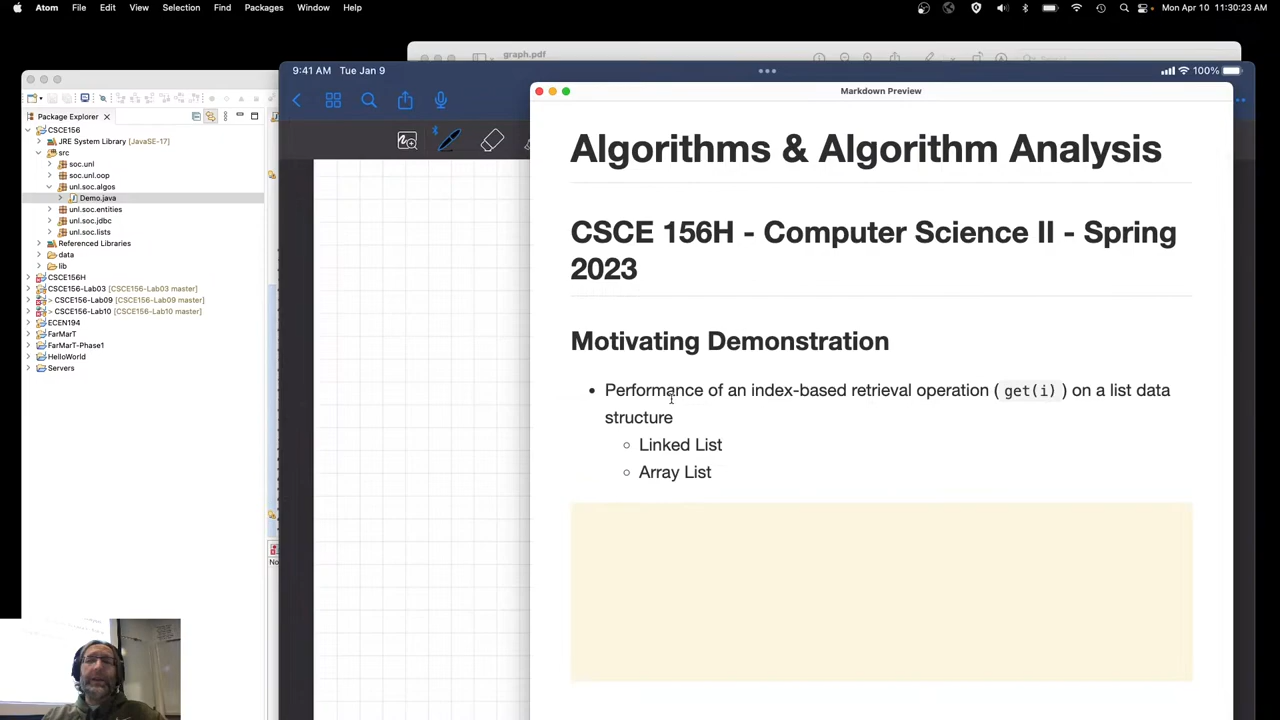 Atom File Edit View Selection Find Packages Window Help Mon Apr 10 11:30:23 AM
graph.pdf
9:41 AM Tue Jan 9 100%
Markdown Preview
Package Explorer
CSCE156
JRE System Library [JavaSE-17]
src
soc.unl
soc.unl.oop
unl.soc.algos
Demo.java
unl.soc.entities
unl.soc.jdbc
unl.soc.lists
Referenced Libraries
data
lib
CSCE156H
CSCE156-Lab03 [CSCE156-Lab03 master]
> CSCE156-Lab09 [CSCE156-Lab09 master]
> CSCE156-Lab10 [CSCE156-Lab10 master]
ECEN194
FarMarT
FarMarT-Phase1
HelloWorld
Servers
No
Algorithms & Algorithm Analysis
CSCE 156H - Computer Science II - Spring
2023
Motivating Demonstration
• Performance of an index-based retrieval operation ( get(i) ) on a list data
structure
◦ Linked List
◦ Array List